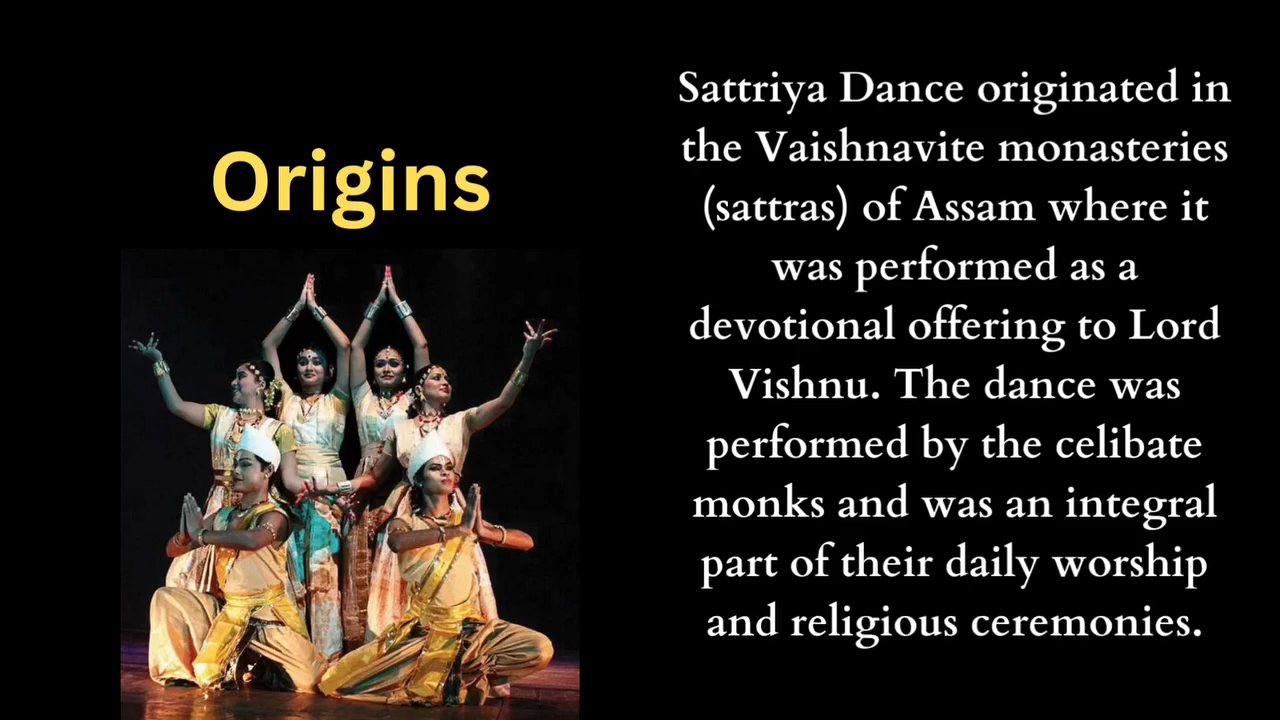 Origins
Sattriya Dance originated in
the Vaishnavite monasteries
(sattras) of Assam where it
was performed as a
devotional offering to Lord
Vishnu. The dance was
performed by the celibate
monks and was an integral
part of their daily worship
and religious ceremonies.